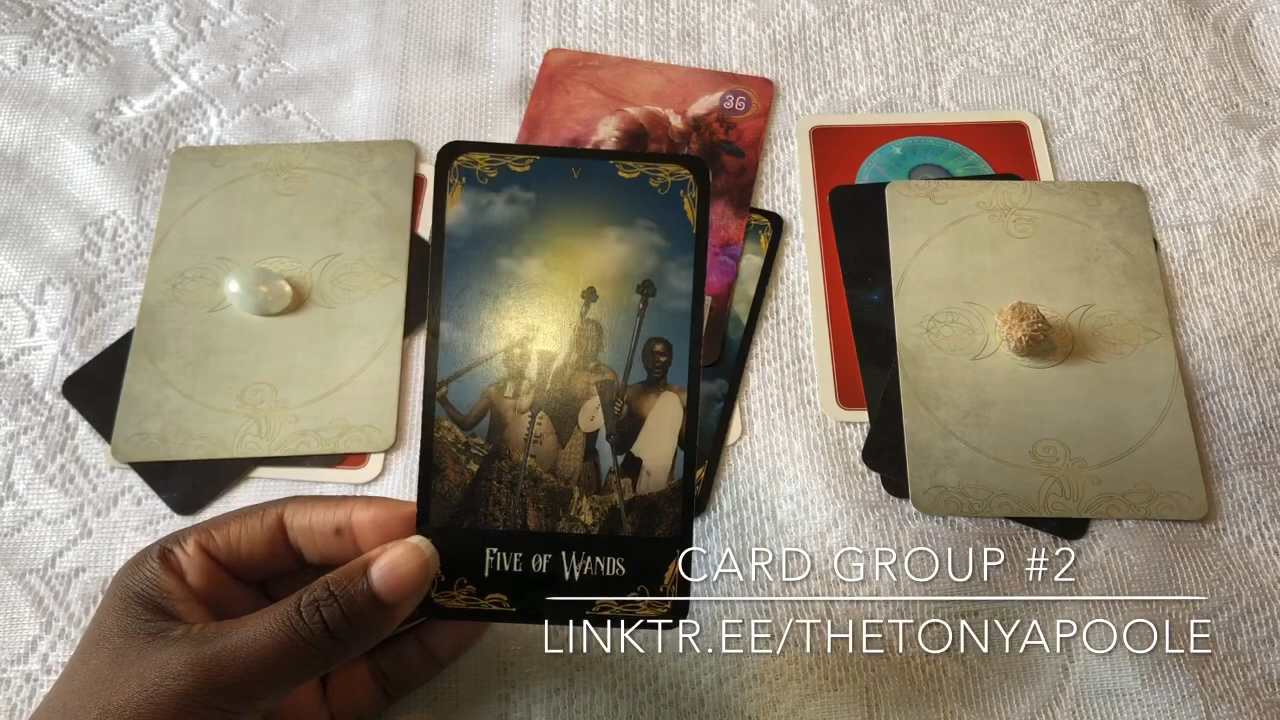 36
V
FIVE OF WANDS
CARD GROUP #2
LINKTR.EE/THETONYAPOOLE